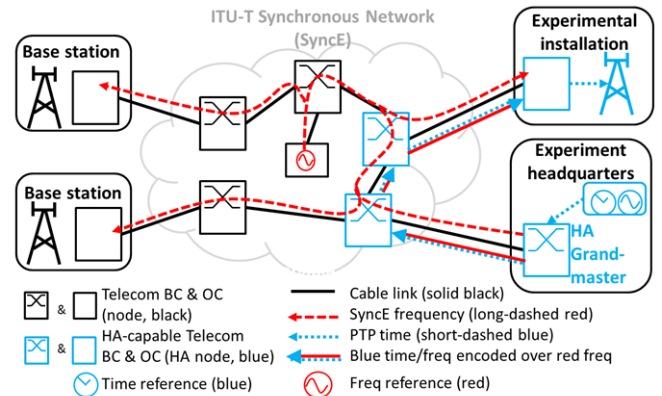 ITU-T Synchronous Network
(SyncE)
Base station
Experimental
installation
Base station
Experiment
headquarters
HA
Grand-
master
& Telecom BC & OC
(node, black)
& HA-capable Telecom
BC & OC (HA node, blue)
Time reference (blue)
Cable link (solid black)
SyncE frequency (long-dashed red)
PTP time (short-dashed blue)
Blue time/freq encoded over red freq
Freq reference (red)